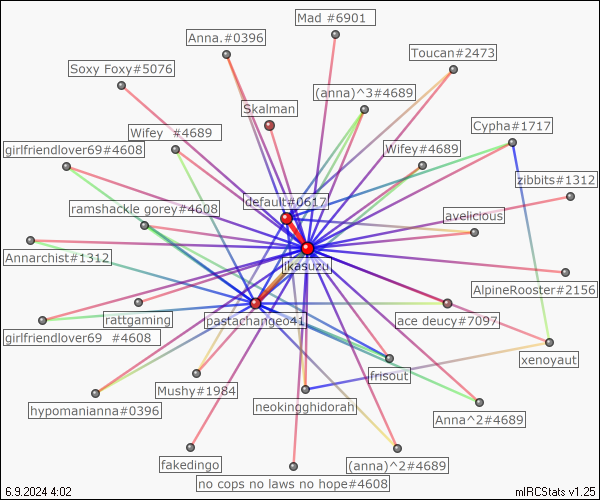 Mad #6901
Anna.#0396
Toucan#2473
Soxy Foxy#5076
(anna)^3#4689
Skalman
Cypha#1717
Wifey #4689
girlfriendlover69#4608
Wifey#4689
zibbits#1312
default#0617
ramshackle gorey#4608
avelicious
Annarchist#1312
ikasuzu
AlpineRooster#2156
rattgaming
pastachangeo41
ace deucy#7097
girlfriendlover69 #4608
xenoyaut
frisout
Mushy#1984
hypomanianna#0396
neokingghidorah
Anna^2#4689
fakedingo
(anna)^2#4689
no cops no laws no hope#4608
6.9.2024 4:02
mIRCStats v1.25